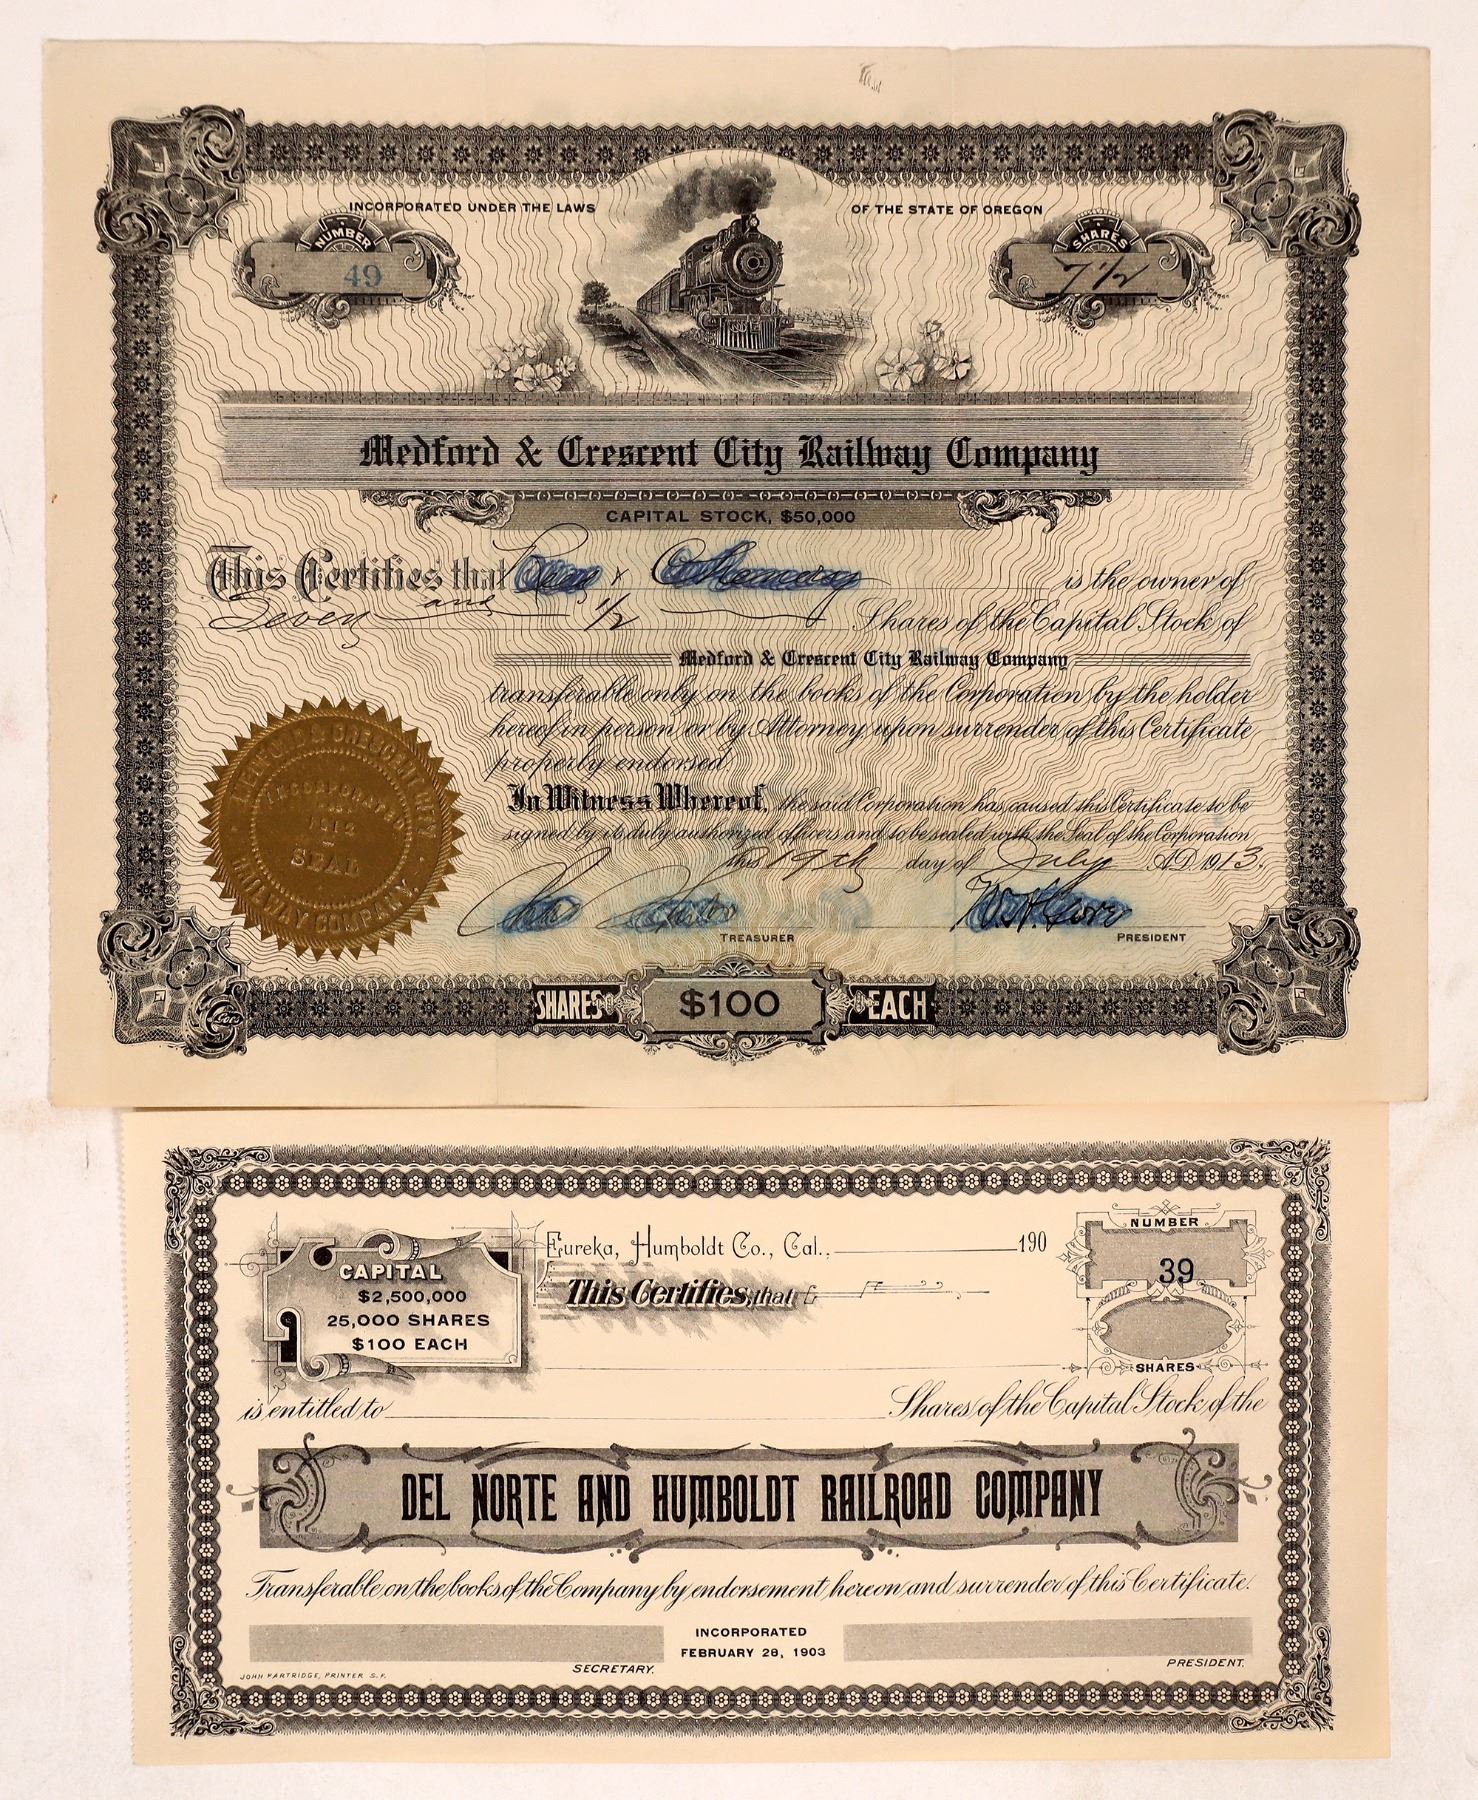 INCORPORATED UNDER THE LAWS OF THE STATE OF OREGON
NUMBER
49
SHARES
7 1/2
Medford & Crescent City Railway Company
CAPITAL STOCK, $50,000
This Certifies that is the owner of
Seven and 1/2 Shares of the Capital Stock of
Medford & Crescent City Railway Company
transferable only on the books of the Corporation by the holder
hereof in person or by Attorney upon surrender of this Certificate
properly endorsed
In Witness Whereof, the said Corporation has caused this Certificate to be
signed by its duly authorized officers and to be sealed with the Seal of the Corporation
this 19th day of July A.D. 1913.
TREASURER
PRESIDENT
MEDFORD & CRESCENT CITY
RAILWAY COMPANY.
INCORPORATED
SEAL
SHARES $100 EACH
CAPITAL
$2,500,000
25,000 SHARES
$100 EACH
Eureka, Humboldt Co., Cal., 190
This Certifies, that
NUMBER
39
SHARES
is entitled to Shares of the Capital Stock of the
DEL NORTE AND HUMBOLDT RAILROAD COMPANY
Transferable on the books of the Company by endorsement hereon and surrender of this Certificate.
INCORPORATED
FEBRUARY 28, 1903
SECRETARY.
PRESIDENT.
JOHN PARTRIDGE, PRINTER S.F.